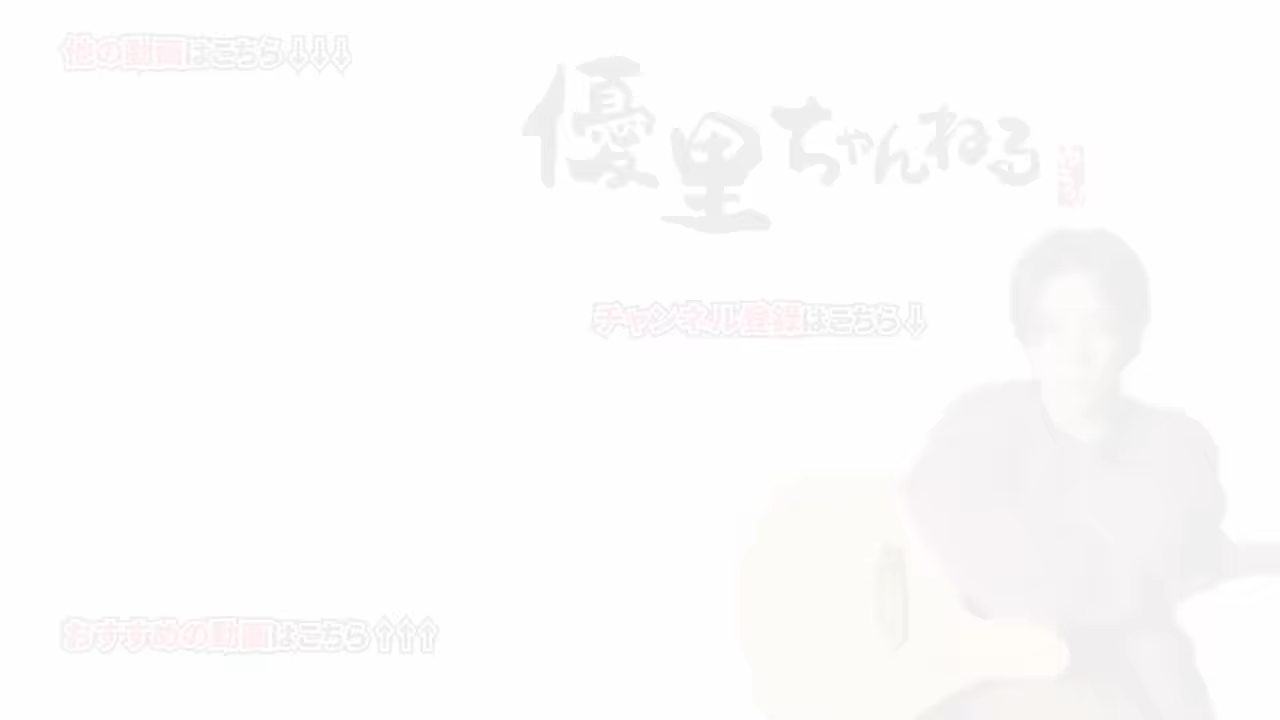 他の動画はこちら↓↓↓
優里ちゃんねる
チャンネル登録はこちら↓
おすすめの動画はこちら↑↑↑